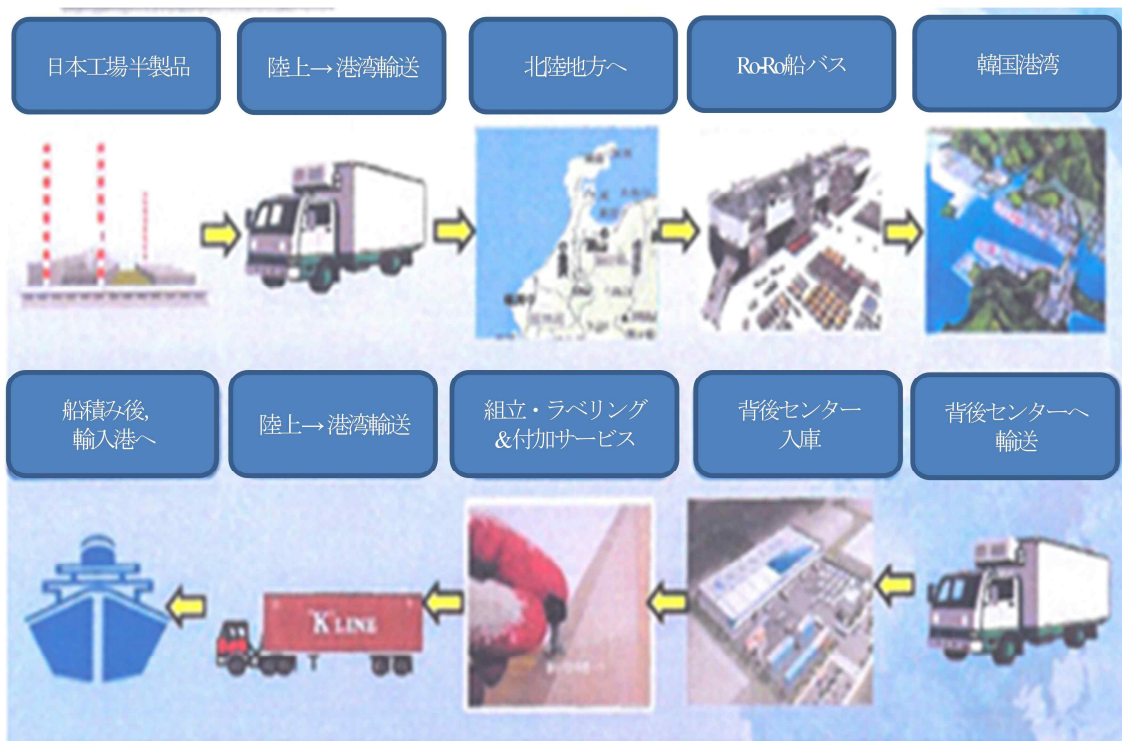 日本工場半製品
陸上→港湾輸送
北陸地方へ
Ro-Ro船バス
韓国港湾
船積み後,
輸入港へ
陸上→港湾輸送
組立・ラベリング
&付加サービス
背後センター
入庫
背後センターへ
輸送
K LINE